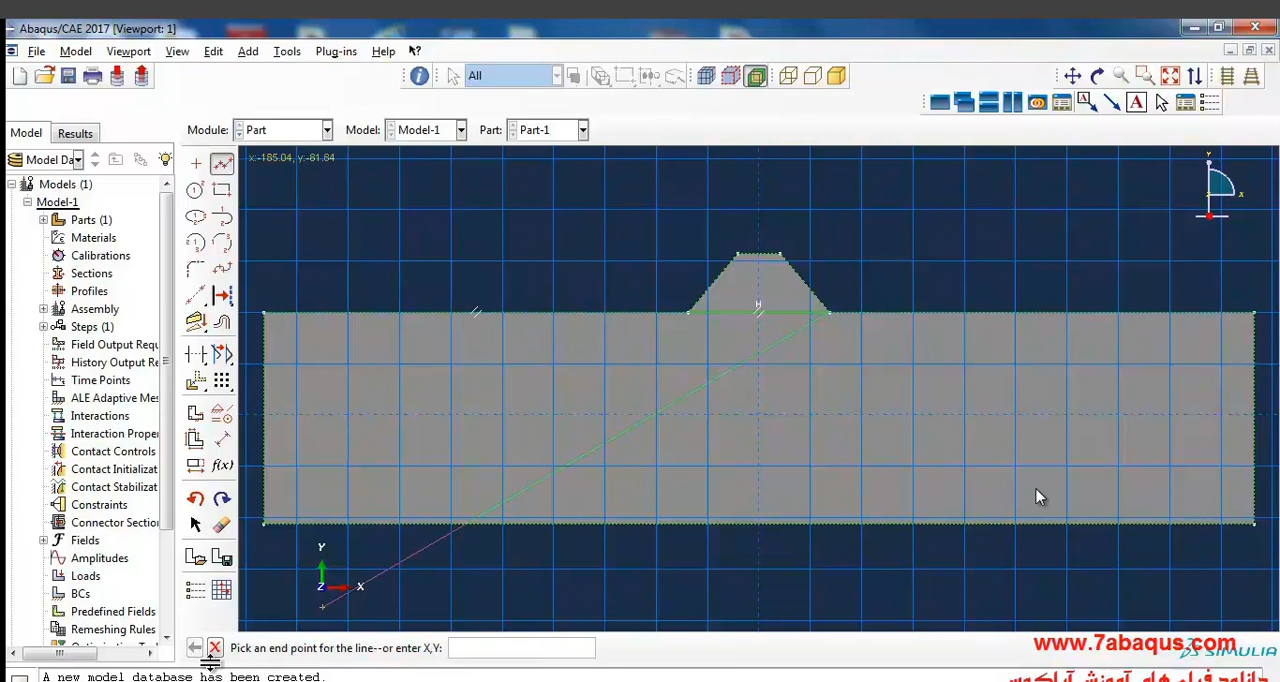 Abaqus/CAE 2017 [Viewport: 1]
File Model Viewport View Edit Add Tools Plug-ins Help
All
A A
Model Results Module: Part Model: Model-1 Part: Part-1
Model Da
x:-185.04, y:-81.64
Y
X
Models (1)
Model-1
Parts (1)
Materials
Calibrations
Sections
Profiles
Assembly
Steps (1)
Field Output Requ
History Output Re
Time Points
ALE Adaptive Mes
Interactions
Interaction Proper
Contact Controls
Contact Initializat
Contact Stabilizat
Constraints
Connector Section
Fields
Amplitudes
Loads
BCs
Predefined Fields
Remeshing Rules
f(x)
H
Y
Z X
Pick an end point for the line--or enter X,Y:
www.7abaqus.com
SIMULIA
A new model database has been created.